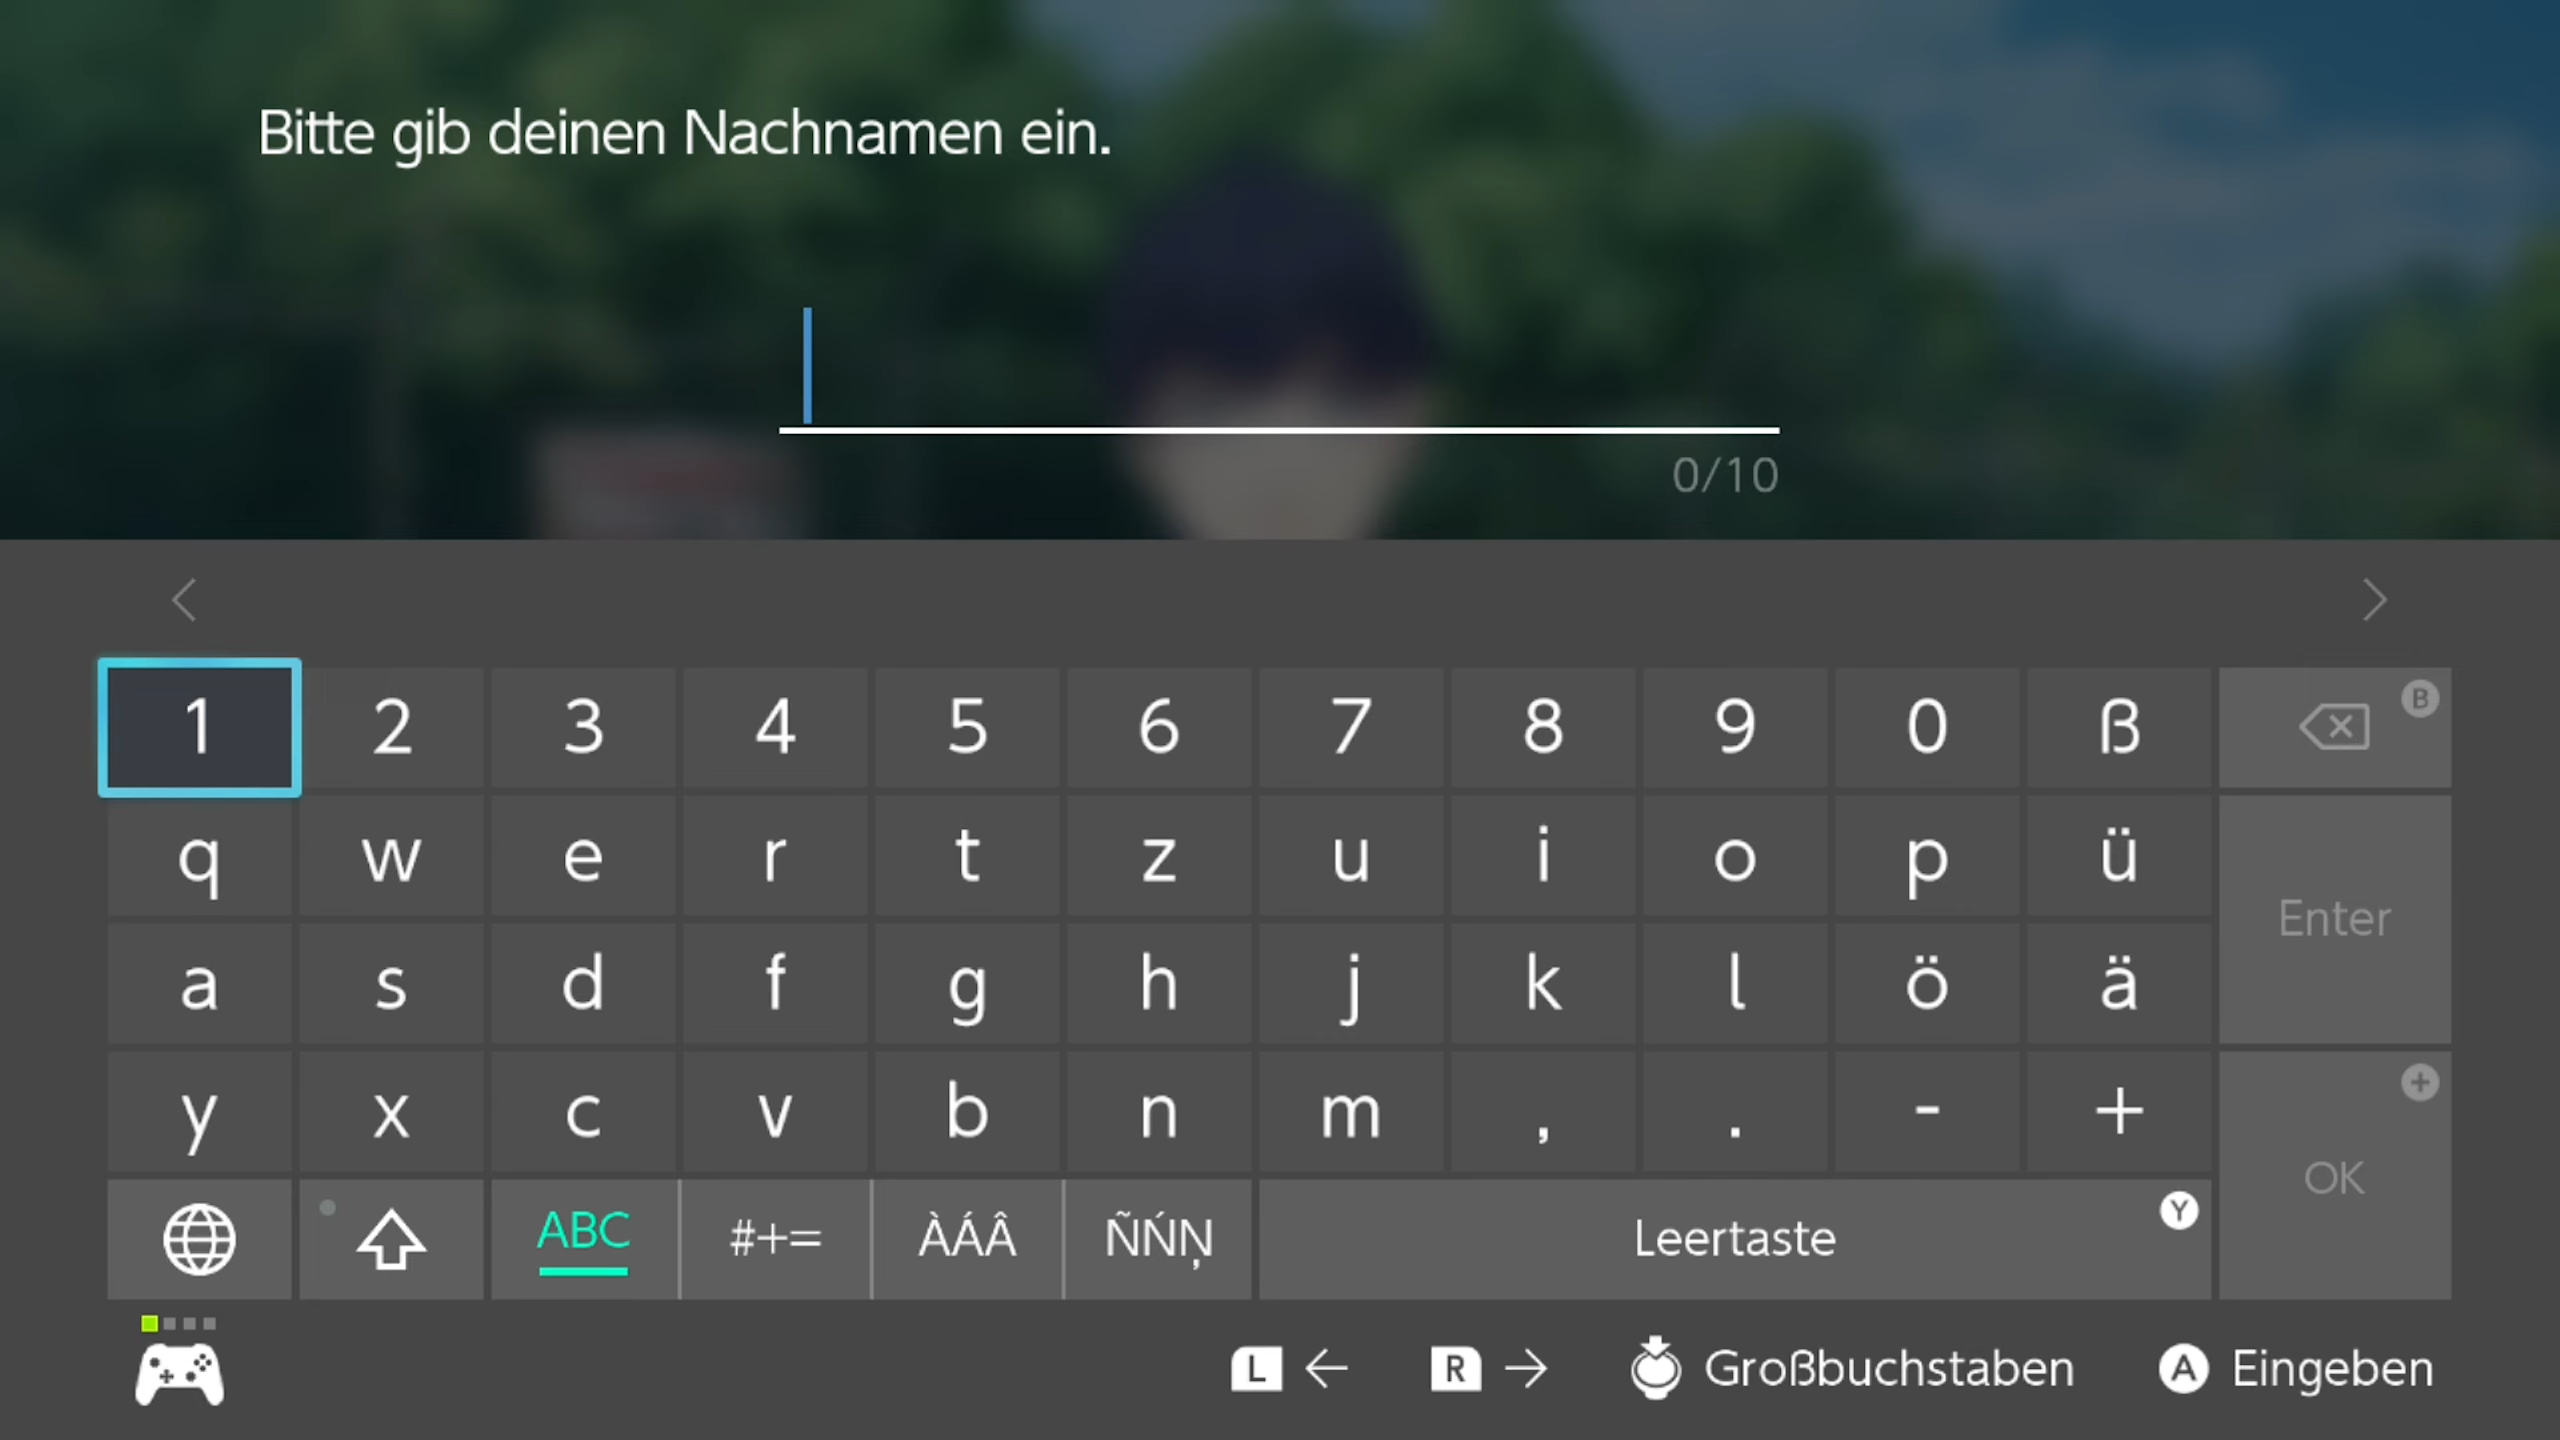 Bitte gib deinen Nachnamen ein.
0/10
1 2 3 4 5 6 7 8 9 0 ß B
q w e r t z u i o p ü
Enter
a s d f g h j k l ö ä
y x c v b n m , . - +
OK
ABC #+= ÀÁÂ ÑŃŅ Leertaste Y
L ← R → Großbuchstaben A Eingeben